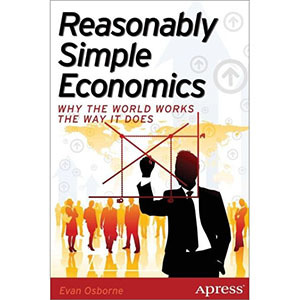 Reasonably
Simple
Economics
WHY THE WORLD WORKS
THE WAY IT DOES
Evan Osborne
Apress®